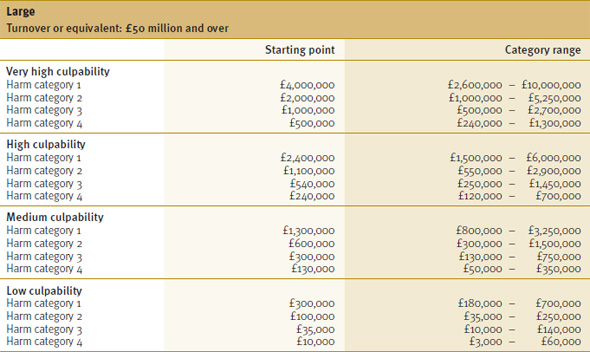 Large
Turnover or equivalent: £50 million and over
Starting point Category range
Very high culpability
Harm category 1 £4,000,000 £2,600,000 – £10,000,000
Harm category 2 £2,000,000 £1,000,000 – £5,250,000
Harm category 3 £1,000,000 £500,000 – £2,700,000
Harm category 4 £500,000 £240,000 – £1,300,000
High culpability
Harm category 1 £2,400,000 £1,500,000 – £6,000,000
Harm category 2 £1,100,000 £550,000 – £2,900,000
Harm category 3 £540,000 £250,000 – £1,450,000
Harm category 4 £240,000 £120,000 – £700,000
Medium culpability
Harm category 1 £1,300,000 £800,000 – £3,250,000
Harm category 2 £600,000 £300,000 – £1,500,000
Harm category 3 £300,000 £130,000 – £750,000
Harm category 4 £130,000 £50,000 – £350,000
Low culpability
Harm category 1 £300,000 £180,000 – £700,000
Harm category 2 £100,000 £35,000 – £250,000
Harm category 3 £35,000 £10,000 – £140,000
Harm category 4 £10,000 £3,000 – £60,000